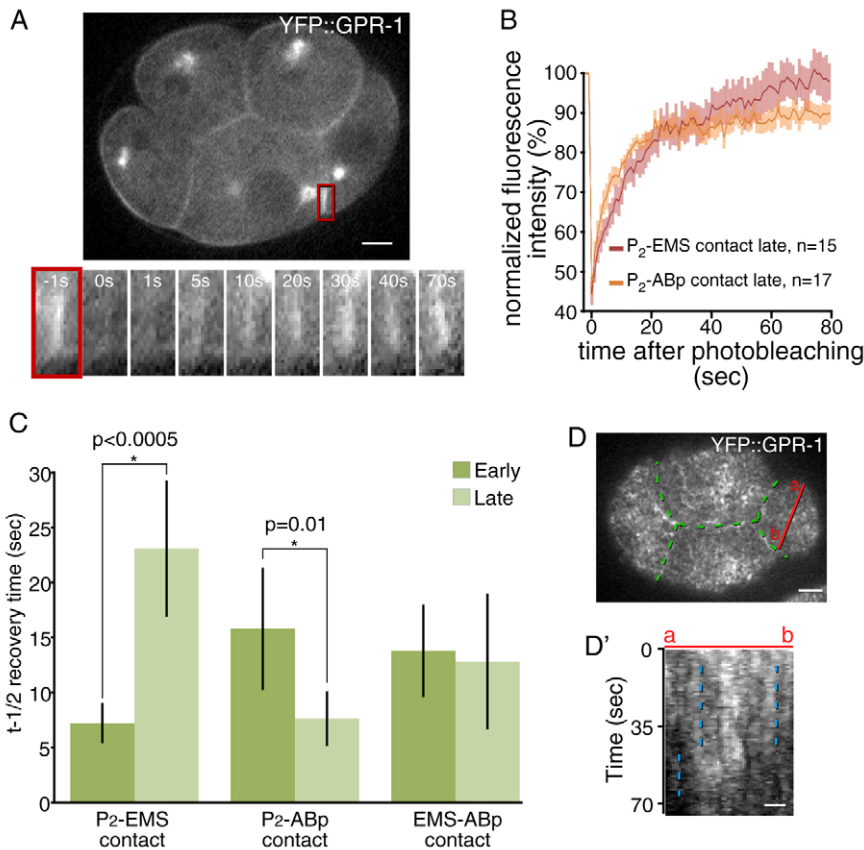 A
YFP::GPR-1
-1s 0s 1s 5s 10s 20s 30s 40s 70s
B
normalized fluorescence
intensity (%)
100
90
80
70
60
50
40
P2-EMS contact late, n=15
P2-ABp contact late, n=17
0 20 40 60 80
time after photobleaching
(sec)
C
t-1/2 recovery time (sec)
30
25
20
15
10
5
0
p<0.0005
*
p=0.01
*
Early
Late
P2-EMS
contact
P2-ABp
contact
EMS-ABp
contact
D
YFP::GPR-1
a
b
D'
a b
Time (sec)
0
35
70